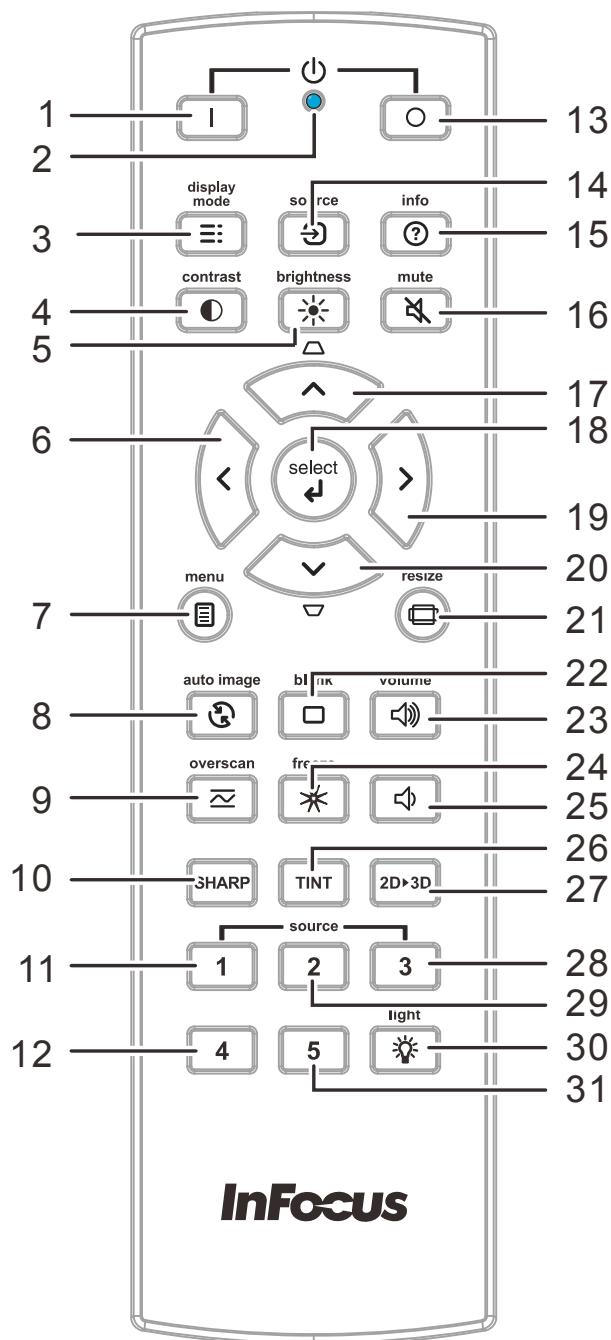 1
2
13
display mode
source
info
3
14
15
contrast
brightness
mute
4
5
16
6
17
select
18
19
20
menu
resize
7
21
auto image
blank
volume
8
22
23
overscan
freeze
9
24
25
SHARP
TINT
2D▶3D
10
26
27
source
1
2
3
11
28
29
light
4
5
12
30
31
InFocus